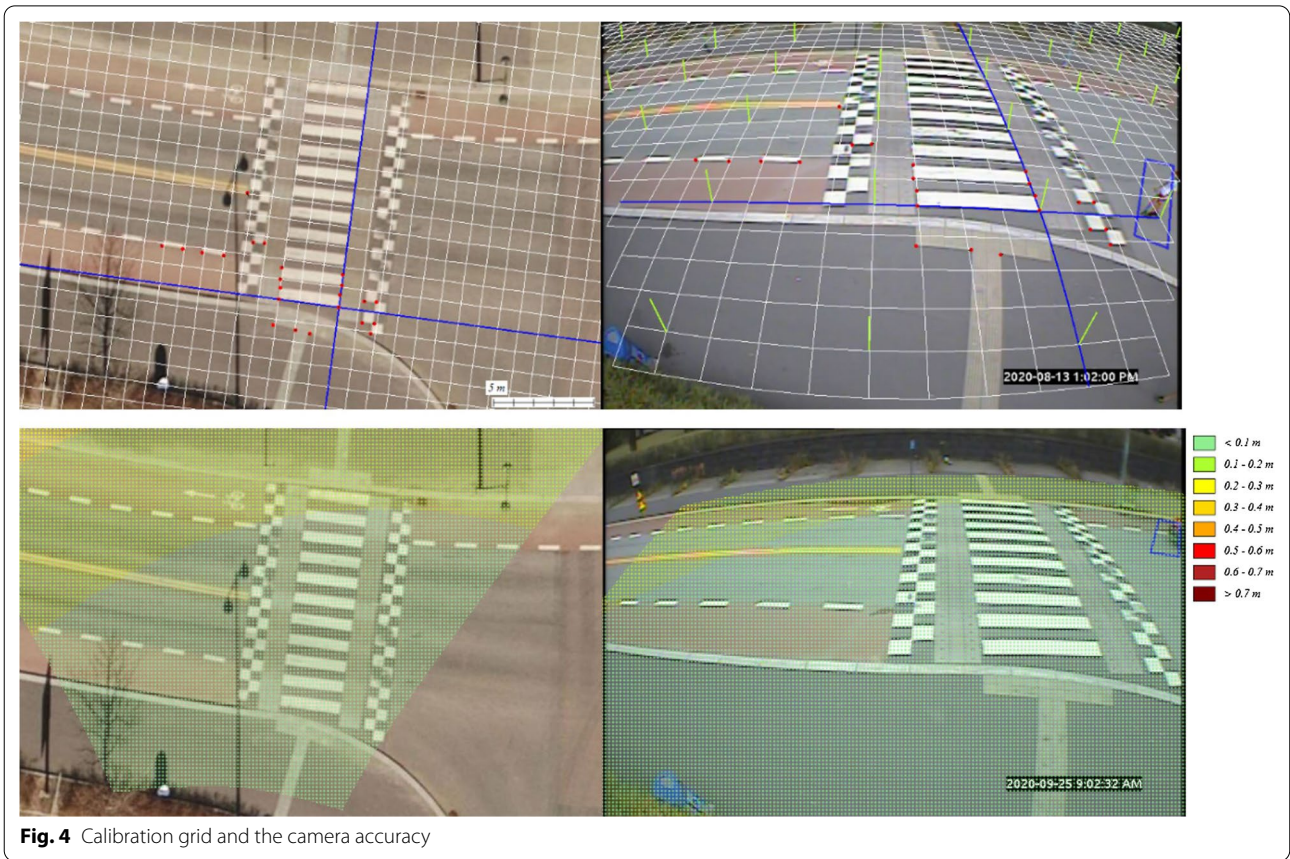 5 m
2020-08-13 1:02:00 PM
< 0.1 m
0.1 - 0.2 m
0.2 - 0.3 m
0.3 - 0.4 m
0.4 - 0.5 m
0.5 - 0.6 m
0.6 - 0.7 m
> 0.7 m
2020-09-25 9:02:32 AM
Fig. 4 Calibration grid and the camera accuracy